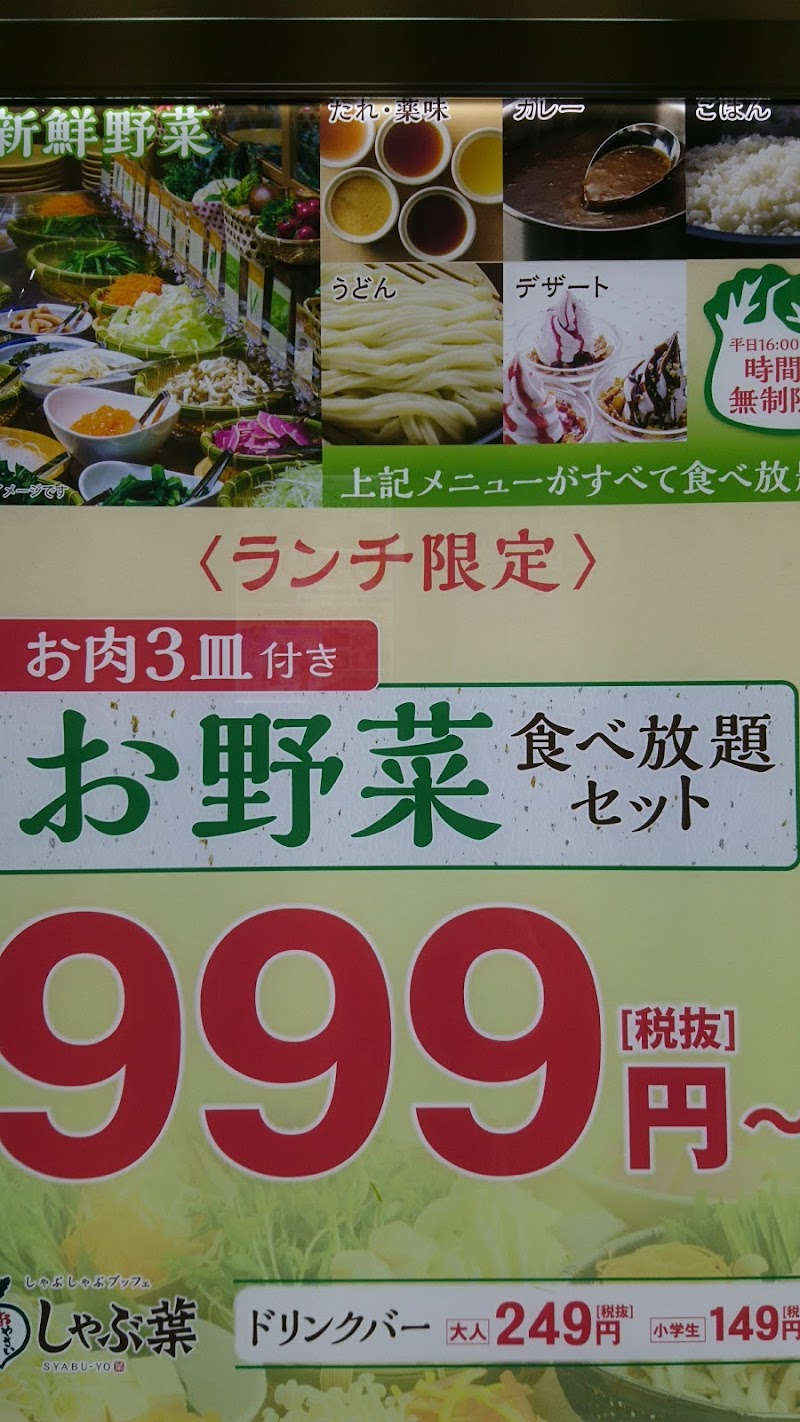 新鮮野菜
たれ・薬味
カレー
ごはん
うどん
デザート
平日16:00
時間
無制限
メージです
上記メニューがすべて食べ放題
〈ランチ限定〉
お肉3皿付き
お野菜食べ放題
セット
999円～
[税抜]
しゃぶしゃぶブッフェ
しゃぶ葉
SYABU-YO
ドリンクバー 大人 249円 [税抜] 小学生 149円